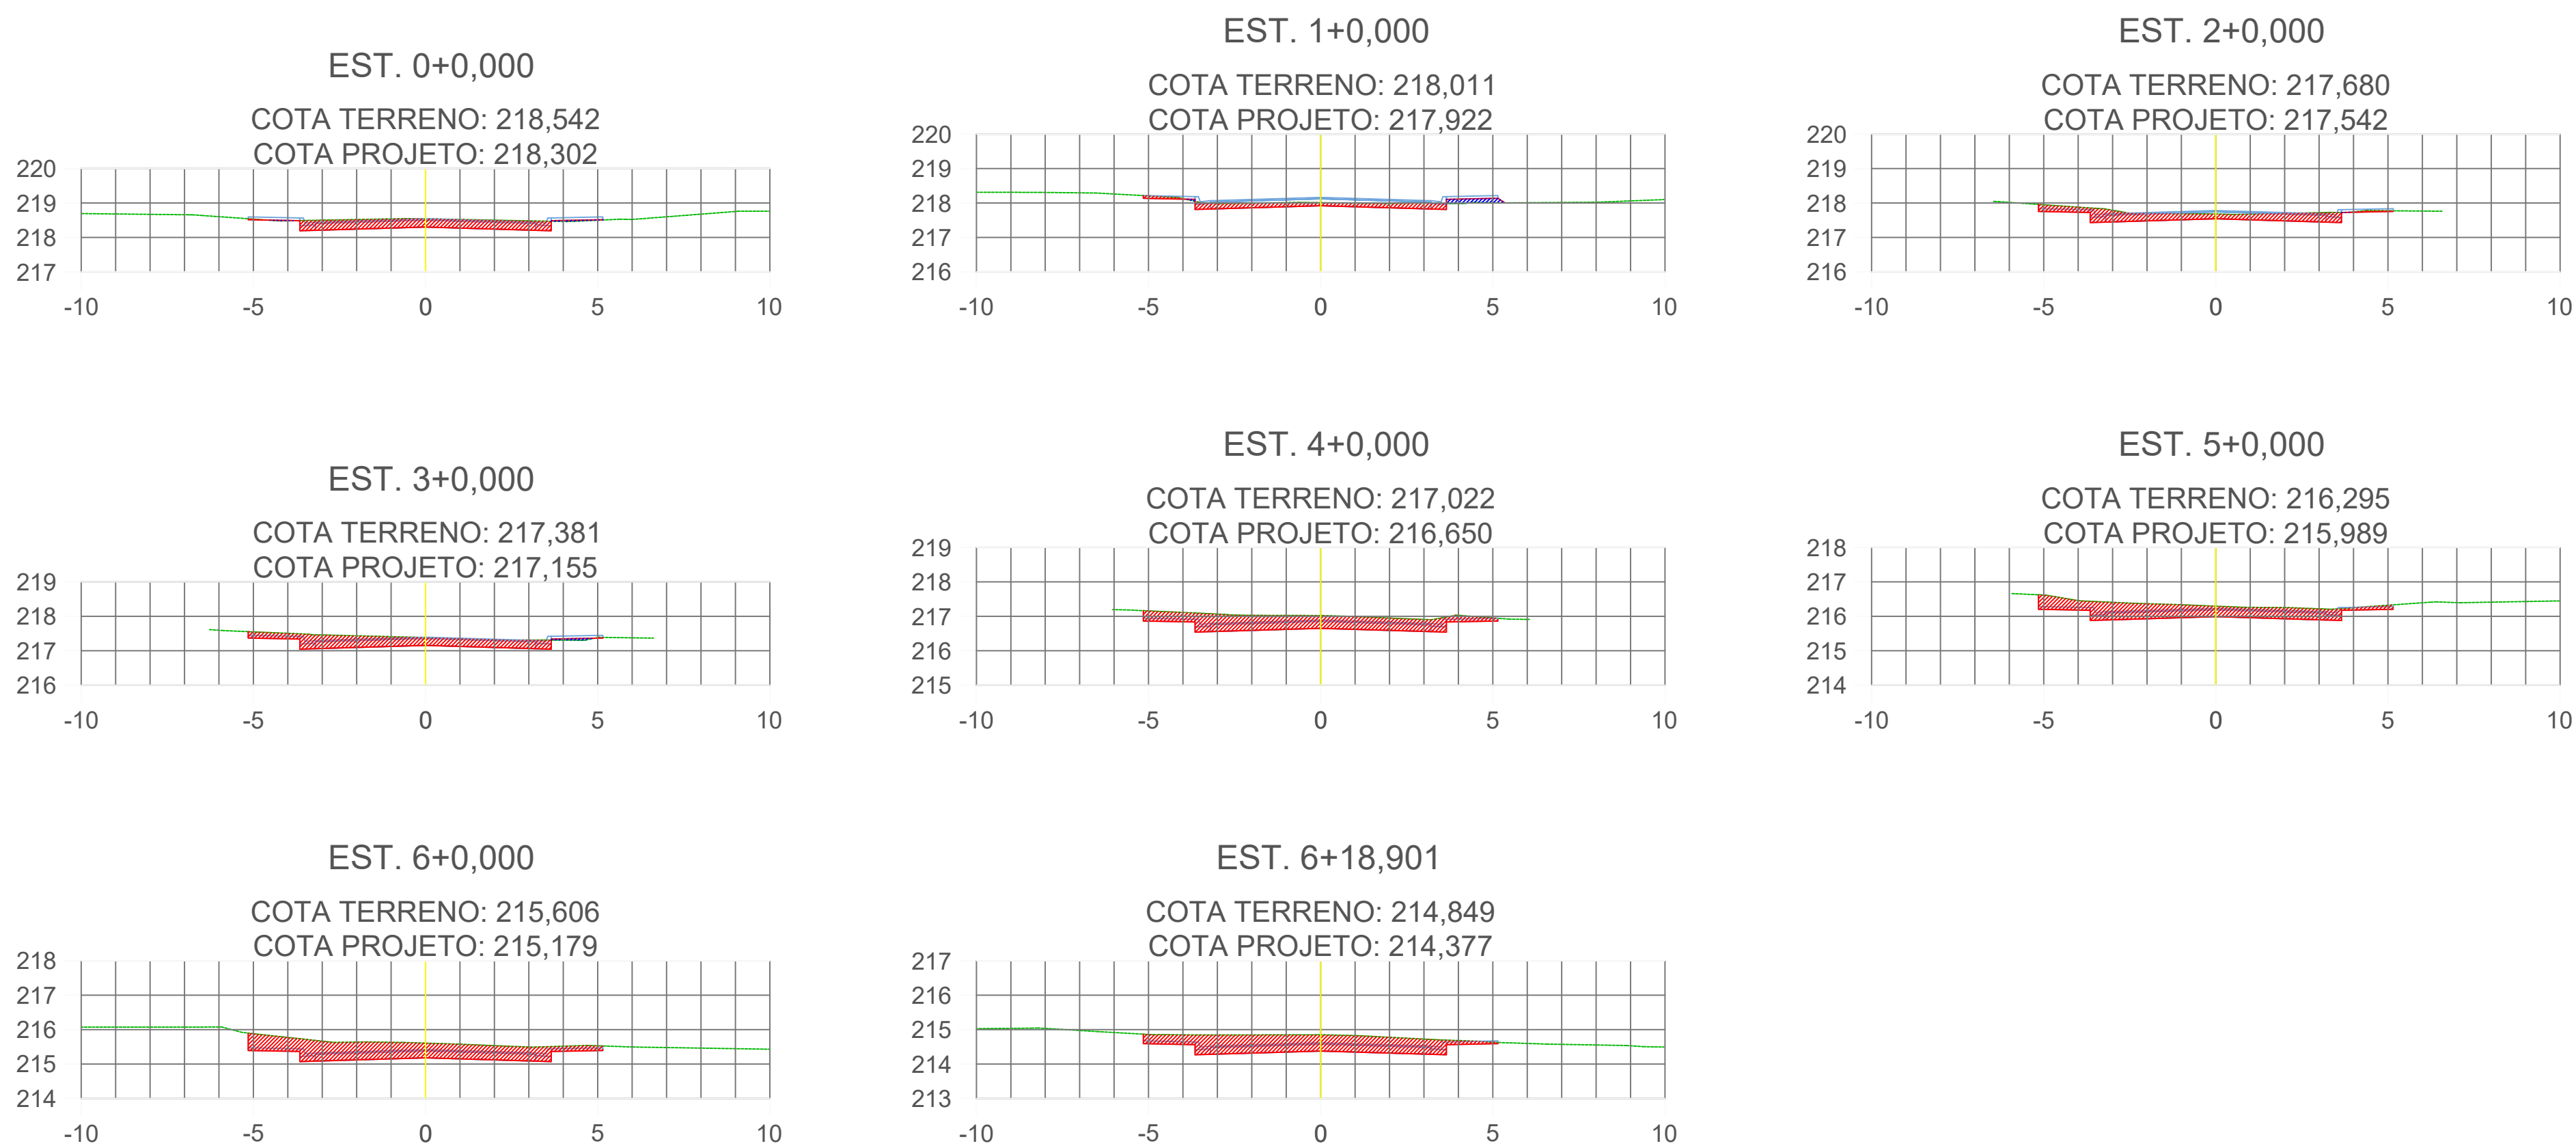 EST. 0+0,000
COTA TERRENO: 218,542
COTA PROJETO: 218,302
220
219
218
217
-10 -5 0 5 10
EST. 1+0,000
COTA TERRENO: 218,011
COTA PROJETO: 217,922
220
219
218
217
216
-10 -5 0 5 10
EST. 2+0,000
COTA TERRENO: 217,680
COTA PROJETO: 217,542
220
219
218
217
216
-10 -5 0 5 10
EST. 3+0,000
COTA TERRENO: 217,381
COTA PROJETO: 217,155
219
218
217
216
-10 -5 0 5 10
EST. 4+0,000
COTA TERRENO: 217,022
COTA PROJETO: 216,650
219
218
217
216
215
-10 -5 0 5 10
EST. 5+0,000
COTA TERRENO: 216,295
COTA PROJETO: 215,989
218
217
216
215
214
-10 -5 0 5 10
EST. 6+0,000
COTA TERRENO: 215,606
COTA PROJETO: 215,179
218
217
216
215
214
-10 -5 0 5 10
EST. 6+18,901
COTA TERRENO: 214,849
COTA PROJETO: 214,377
217
216
215
214
213
-10 -5 0 5 10